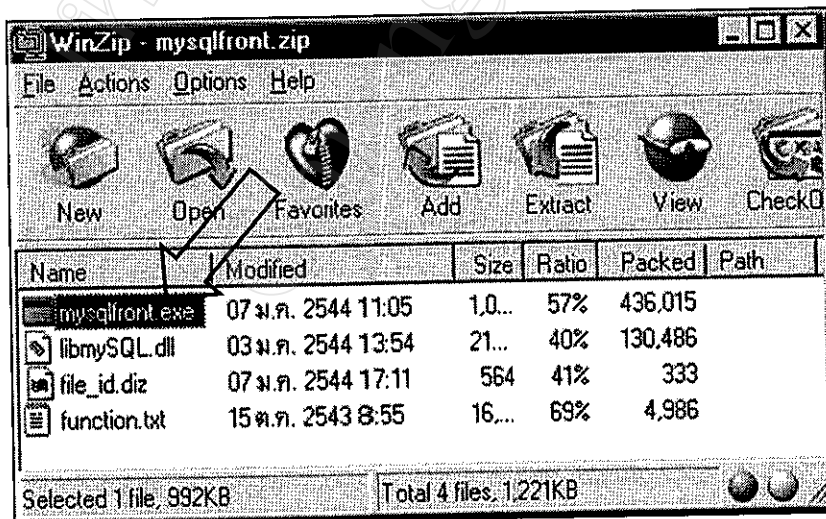 WinZip - mysqlfront.zip
File Actions Options Help
New Open Favorites Add Extract View CheckO
Name Modified Size Ratio Packed Path
mysqlfront.exe 07 ม.ค. 2544 11:05 1,0... 57% 436,015
libmySQL.dll 03 ม.ค. 2544 13:54 21... 40% 130,486
file_id.diz 07 ม.ค. 2544 17:11 564 41% 333
function.txt 15 ต.ค. 2543 8:55 16,... 69% 4,986
Selected 1 file, 992KB Total 4 files, 1,221KB